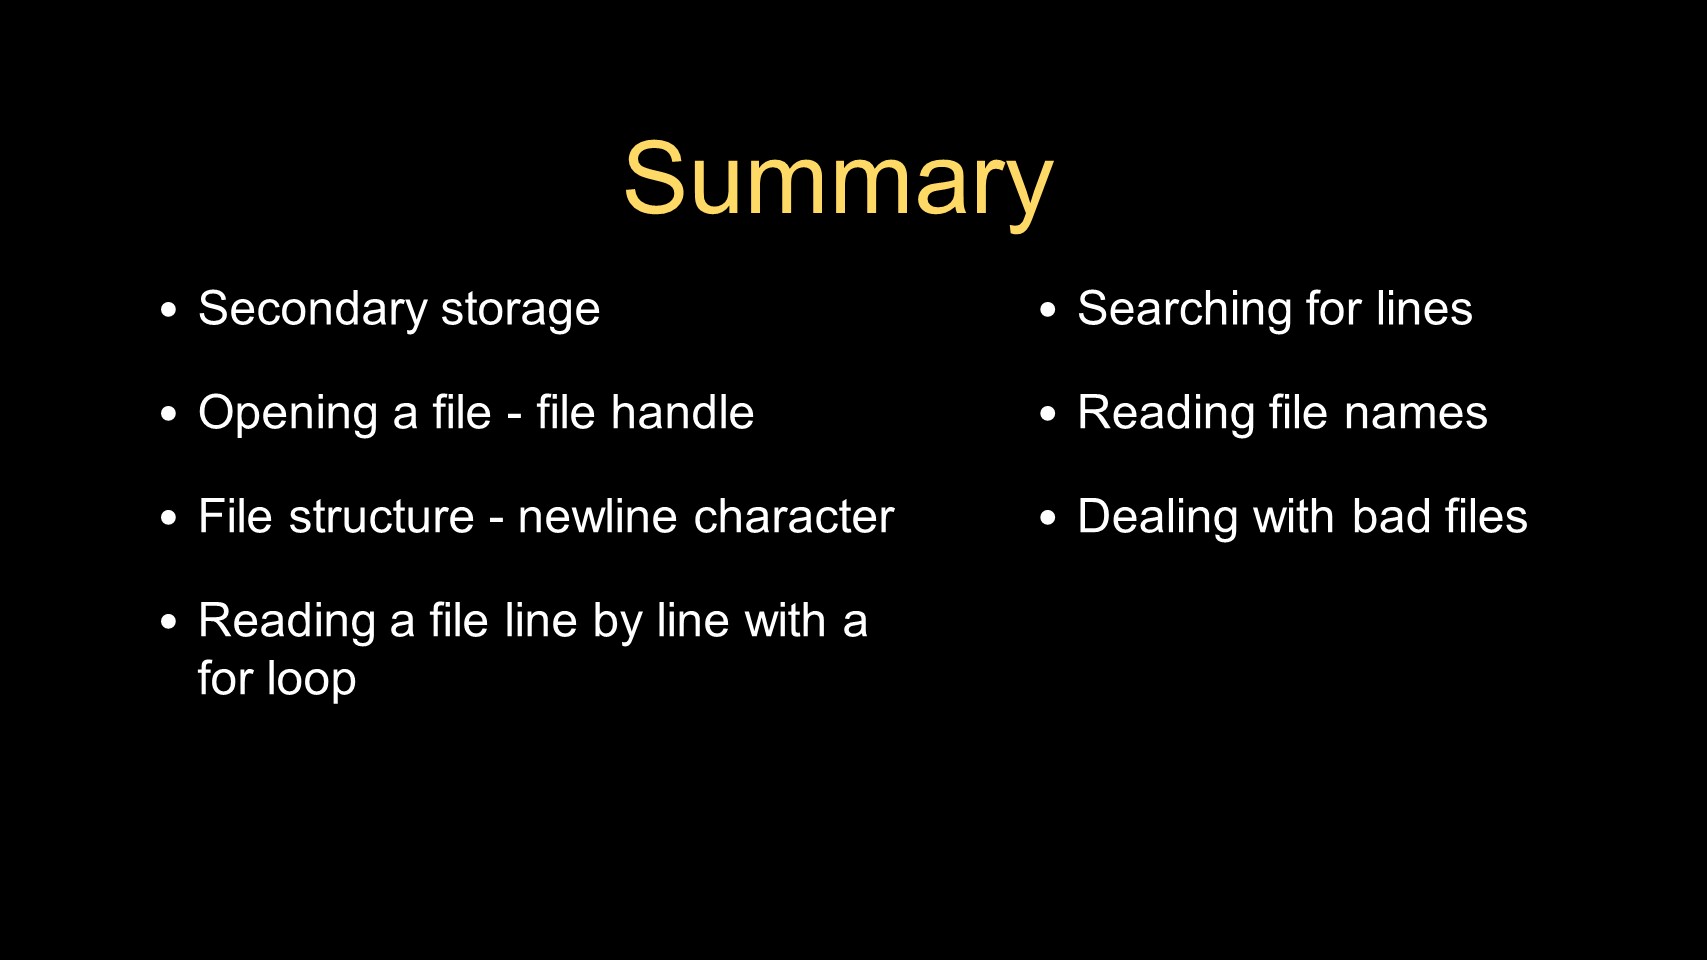 Summary
• Secondary storage
• Opening a file - file handle
• File structure - newline character
• Reading a file line by line with a
for loop
• Searching for lines
• Reading file names
• Dealing with bad files